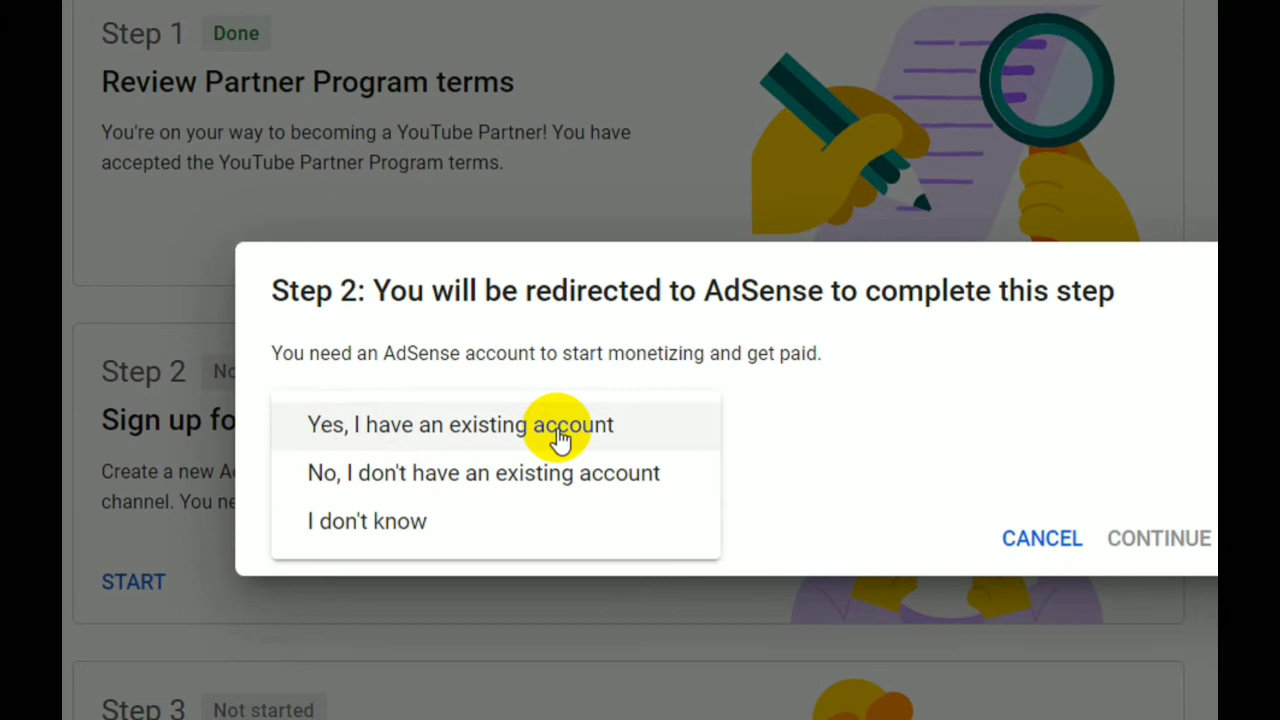 Step 1 Done
Review Partner Program terms
You're on your way to becoming a YouTube Partner! You have
accepted the YouTube Partner Program terms.
Step 2: You will be redirected to AdSense to complete this step
You need an AdSense account to start monetizing and get paid.
Yes, I have an existing account
No, I don't have an existing account
I don't know
CANCEL CONTINUE
Step 2
Sign up fo
Create a new
channel. You
START
Step 3 Not started